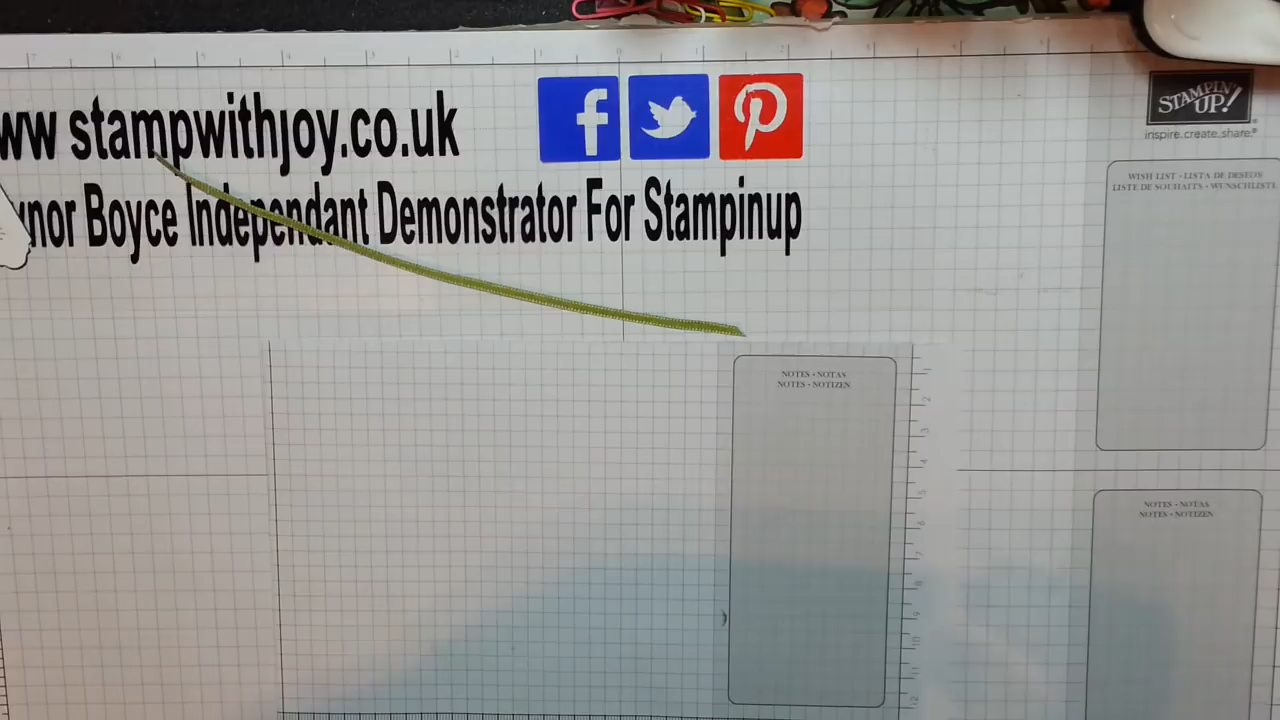 ww stampwithjoy.co.uk
ynor Boyce Independant Demonstrator For Stampinup
STAMPIN' UP!
inspire.create.share.®
WISH LIST • LISTA DE DESEOS
LISTE DE SOUHAITS • WUNSCHLISTE
NOTES • NOTAS
NOTES • NOTIZEN
NOTES • NOTAS
NOTES • NOTIZEN